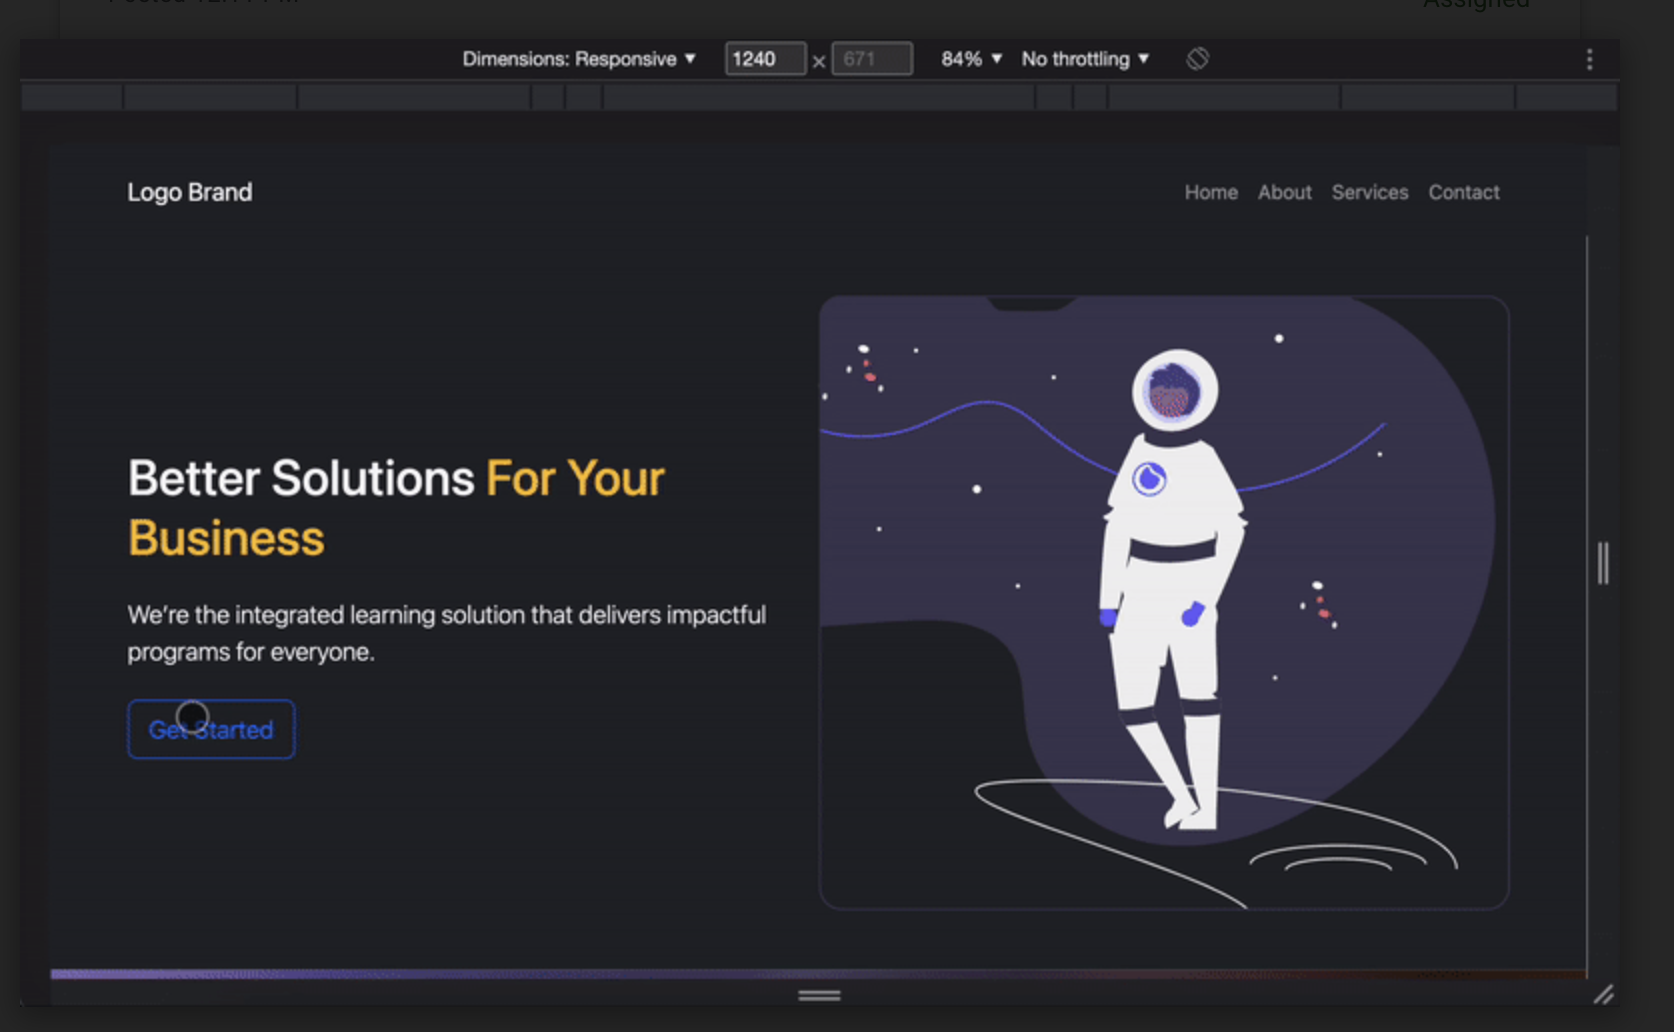 Assigned
Dimensions: Responsive ▼ 1240 × 671 84% ▼ No throttling ▼
Logo Brand
Home About Services Contact
Better Solutions For Your
Business
We’re the integrated learning solution that delivers impactful
programs for everyone.
Get Started